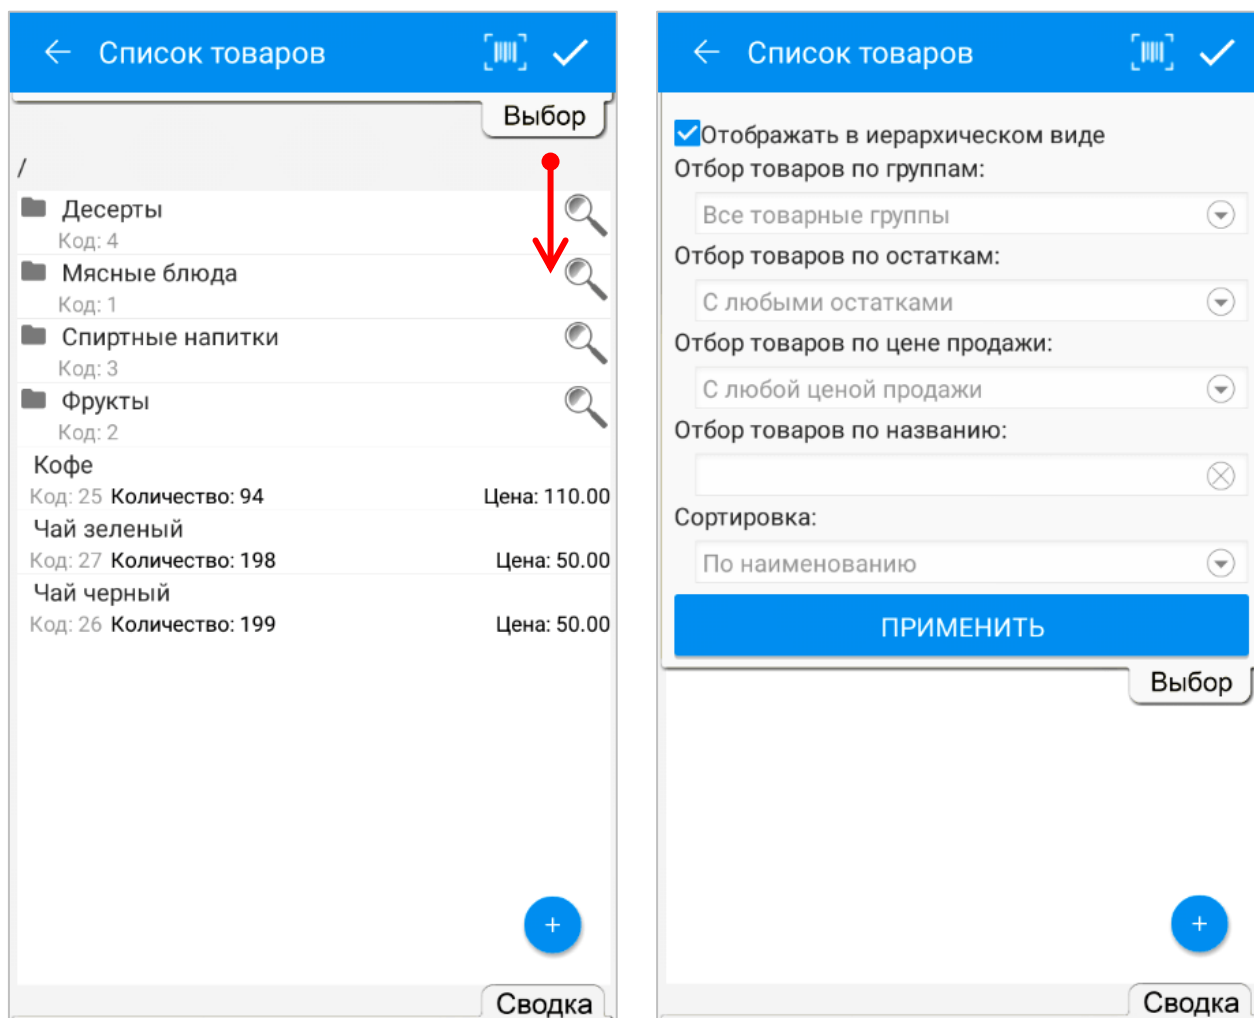 Список товаров
Выбор
/
Десерты
Код: 4
Мясные блюда
Код: 1
Спиртные напитки
Код: 3
Фрукты
Код: 2
Кофе
Код: 25 Количество: 94 Цена: 110.00
Чай зеленый
Код: 27 Количество: 198 Цена: 50.00
Чай черный
Код: 26 Количество: 199 Цена: 50.00
+
Сводка
Список товаров
Отображать в иерархическом виде
Отбор товаров по группам:
Все товарные группы
Отбор товаров по остаткам:
С любыми остатками
Отбор товаров по цене продажи:
С любой ценой продажи
Отбор товаров по названию:
Сортировка:
По наименованию
ПРИМЕНИТЬ
Выбор
+
Сводка